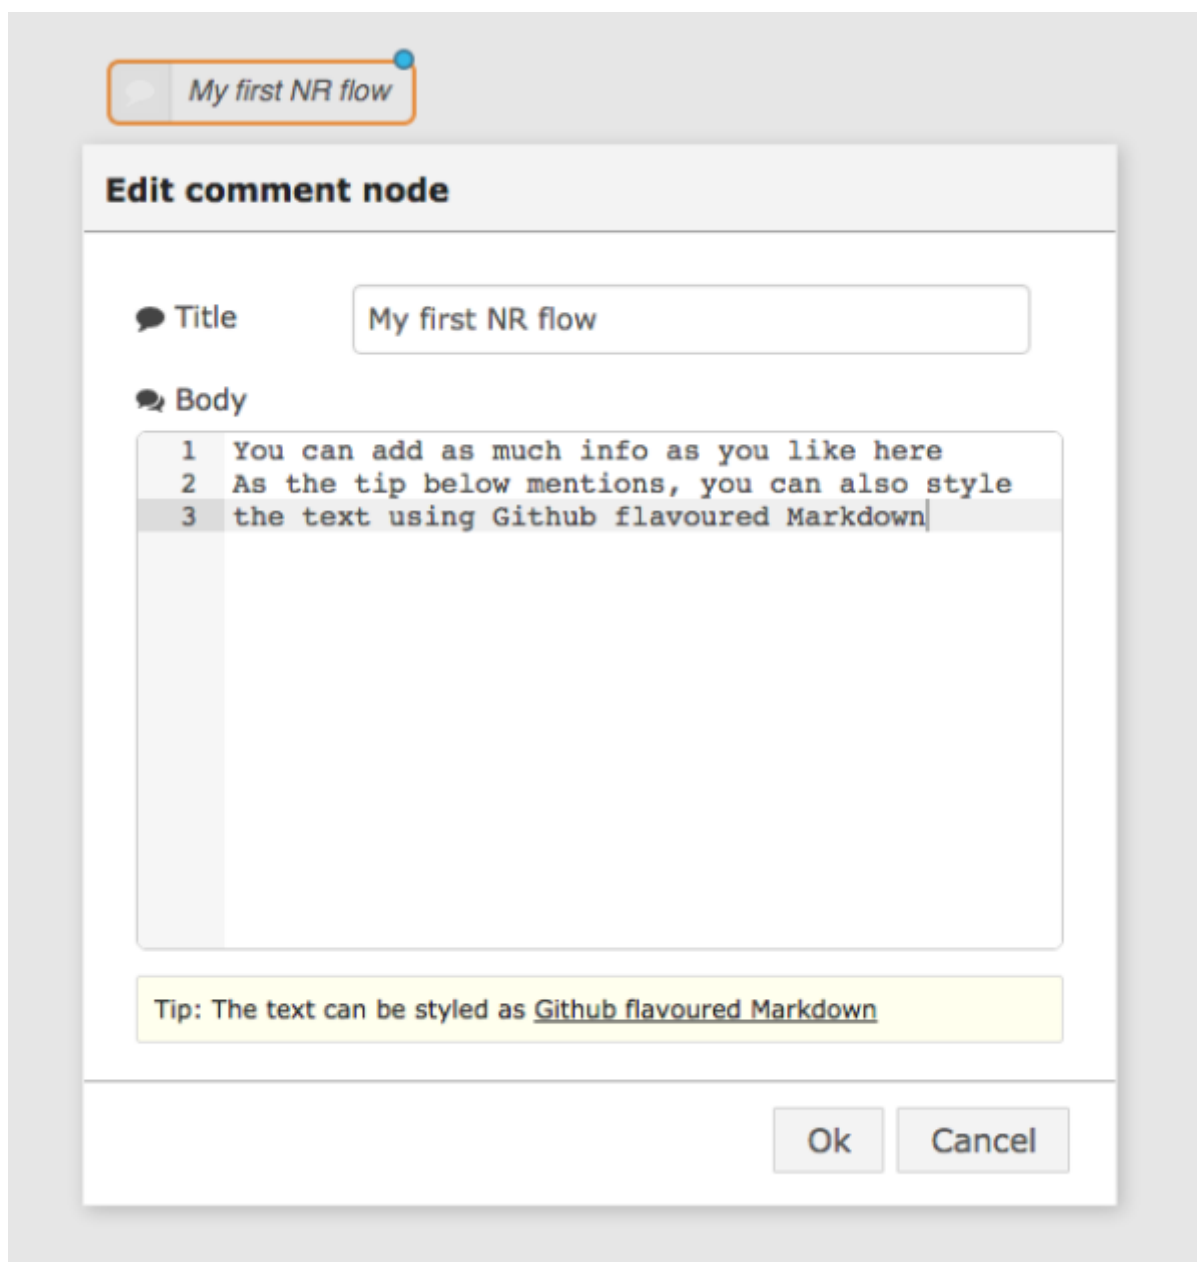 My first NR flow
Edit comment node
Title
My first NR flow
Body
1 You can add as much info as you like here
2 As the tip below mentions, you can also style
3 the text using Github flavoured Markdown
Tip: The text can be styled as Github flavoured Markdown
Ok Cancel